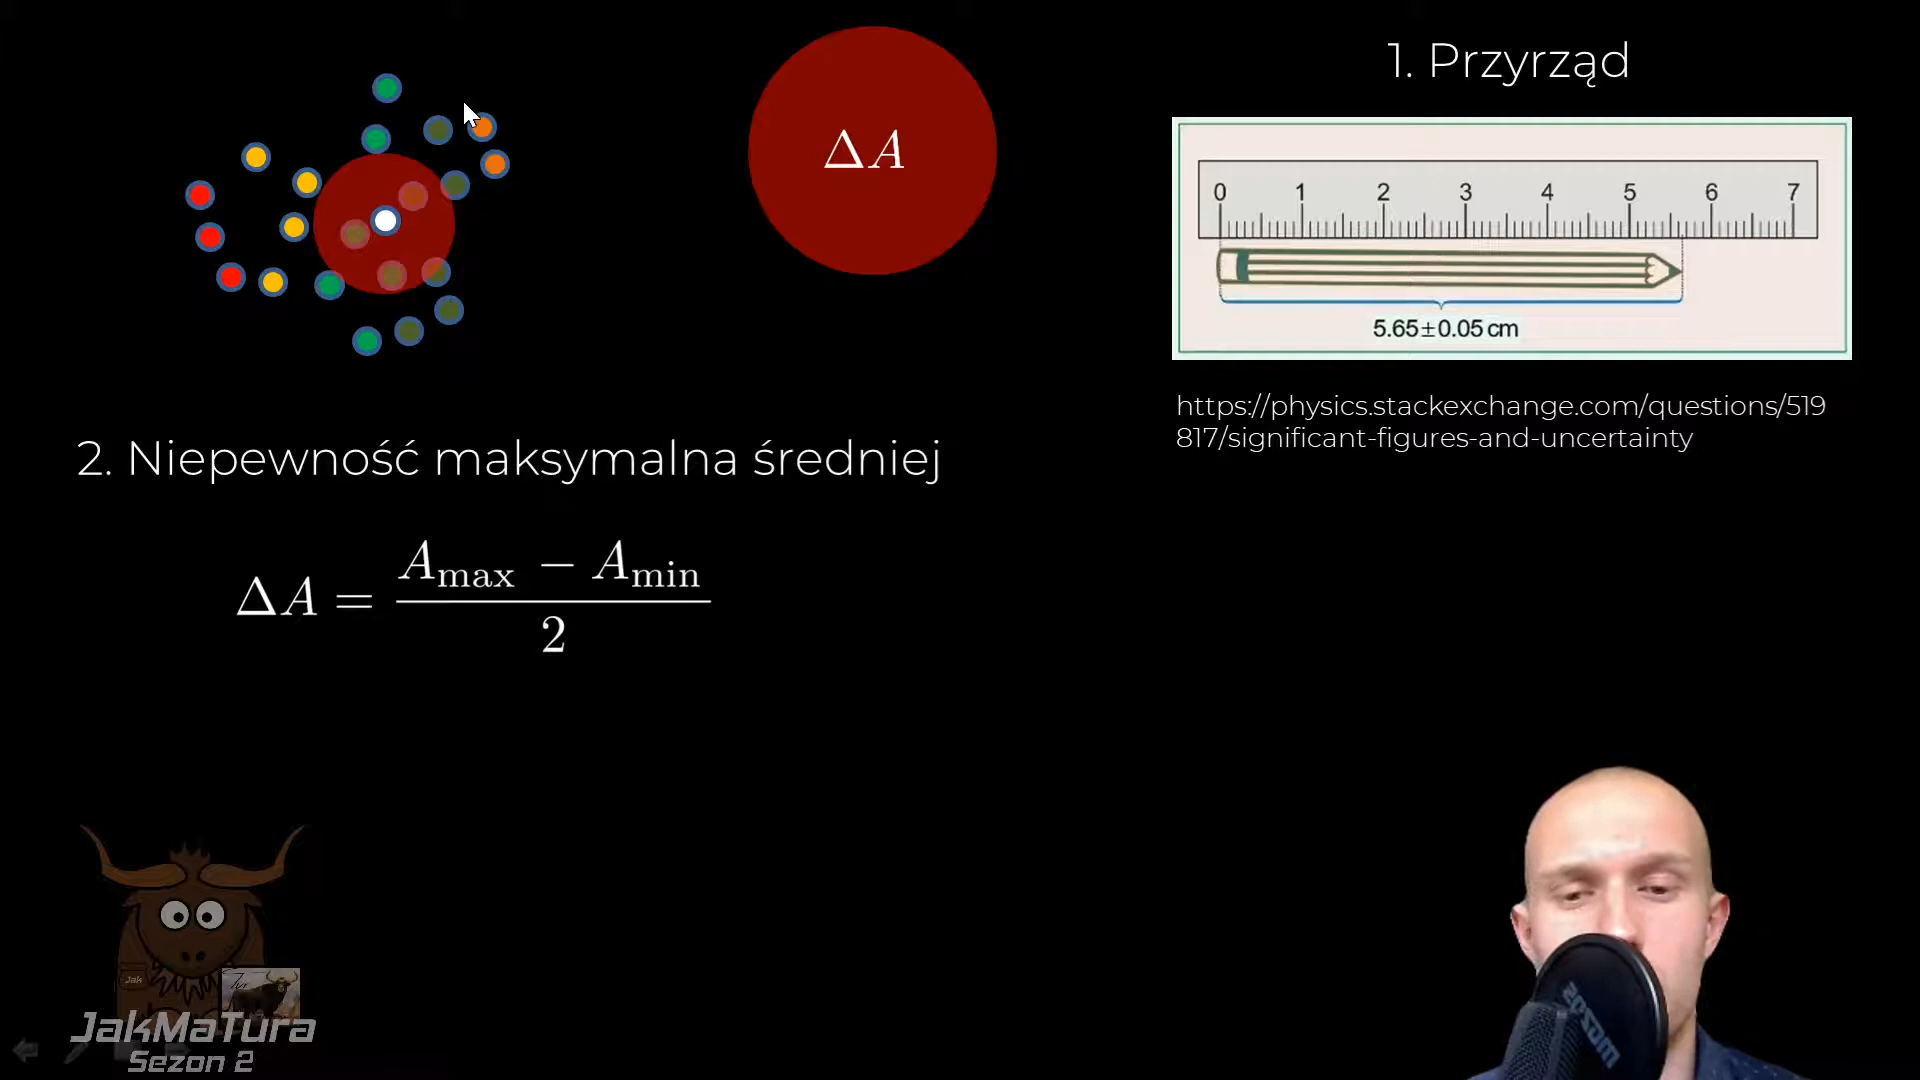 1. Przyrząd
ΔA
0 1 2 3 4 5 6 7
5.65±0.05 cm
https://physics.stackexchange.com/questions/519
817/significant-figures-and-uncertainty
2. Niepewność maksymalna średniej
ΔA = (A_max − A_min) / 2
Jak
Tur
JakMaTura
Sezon 2